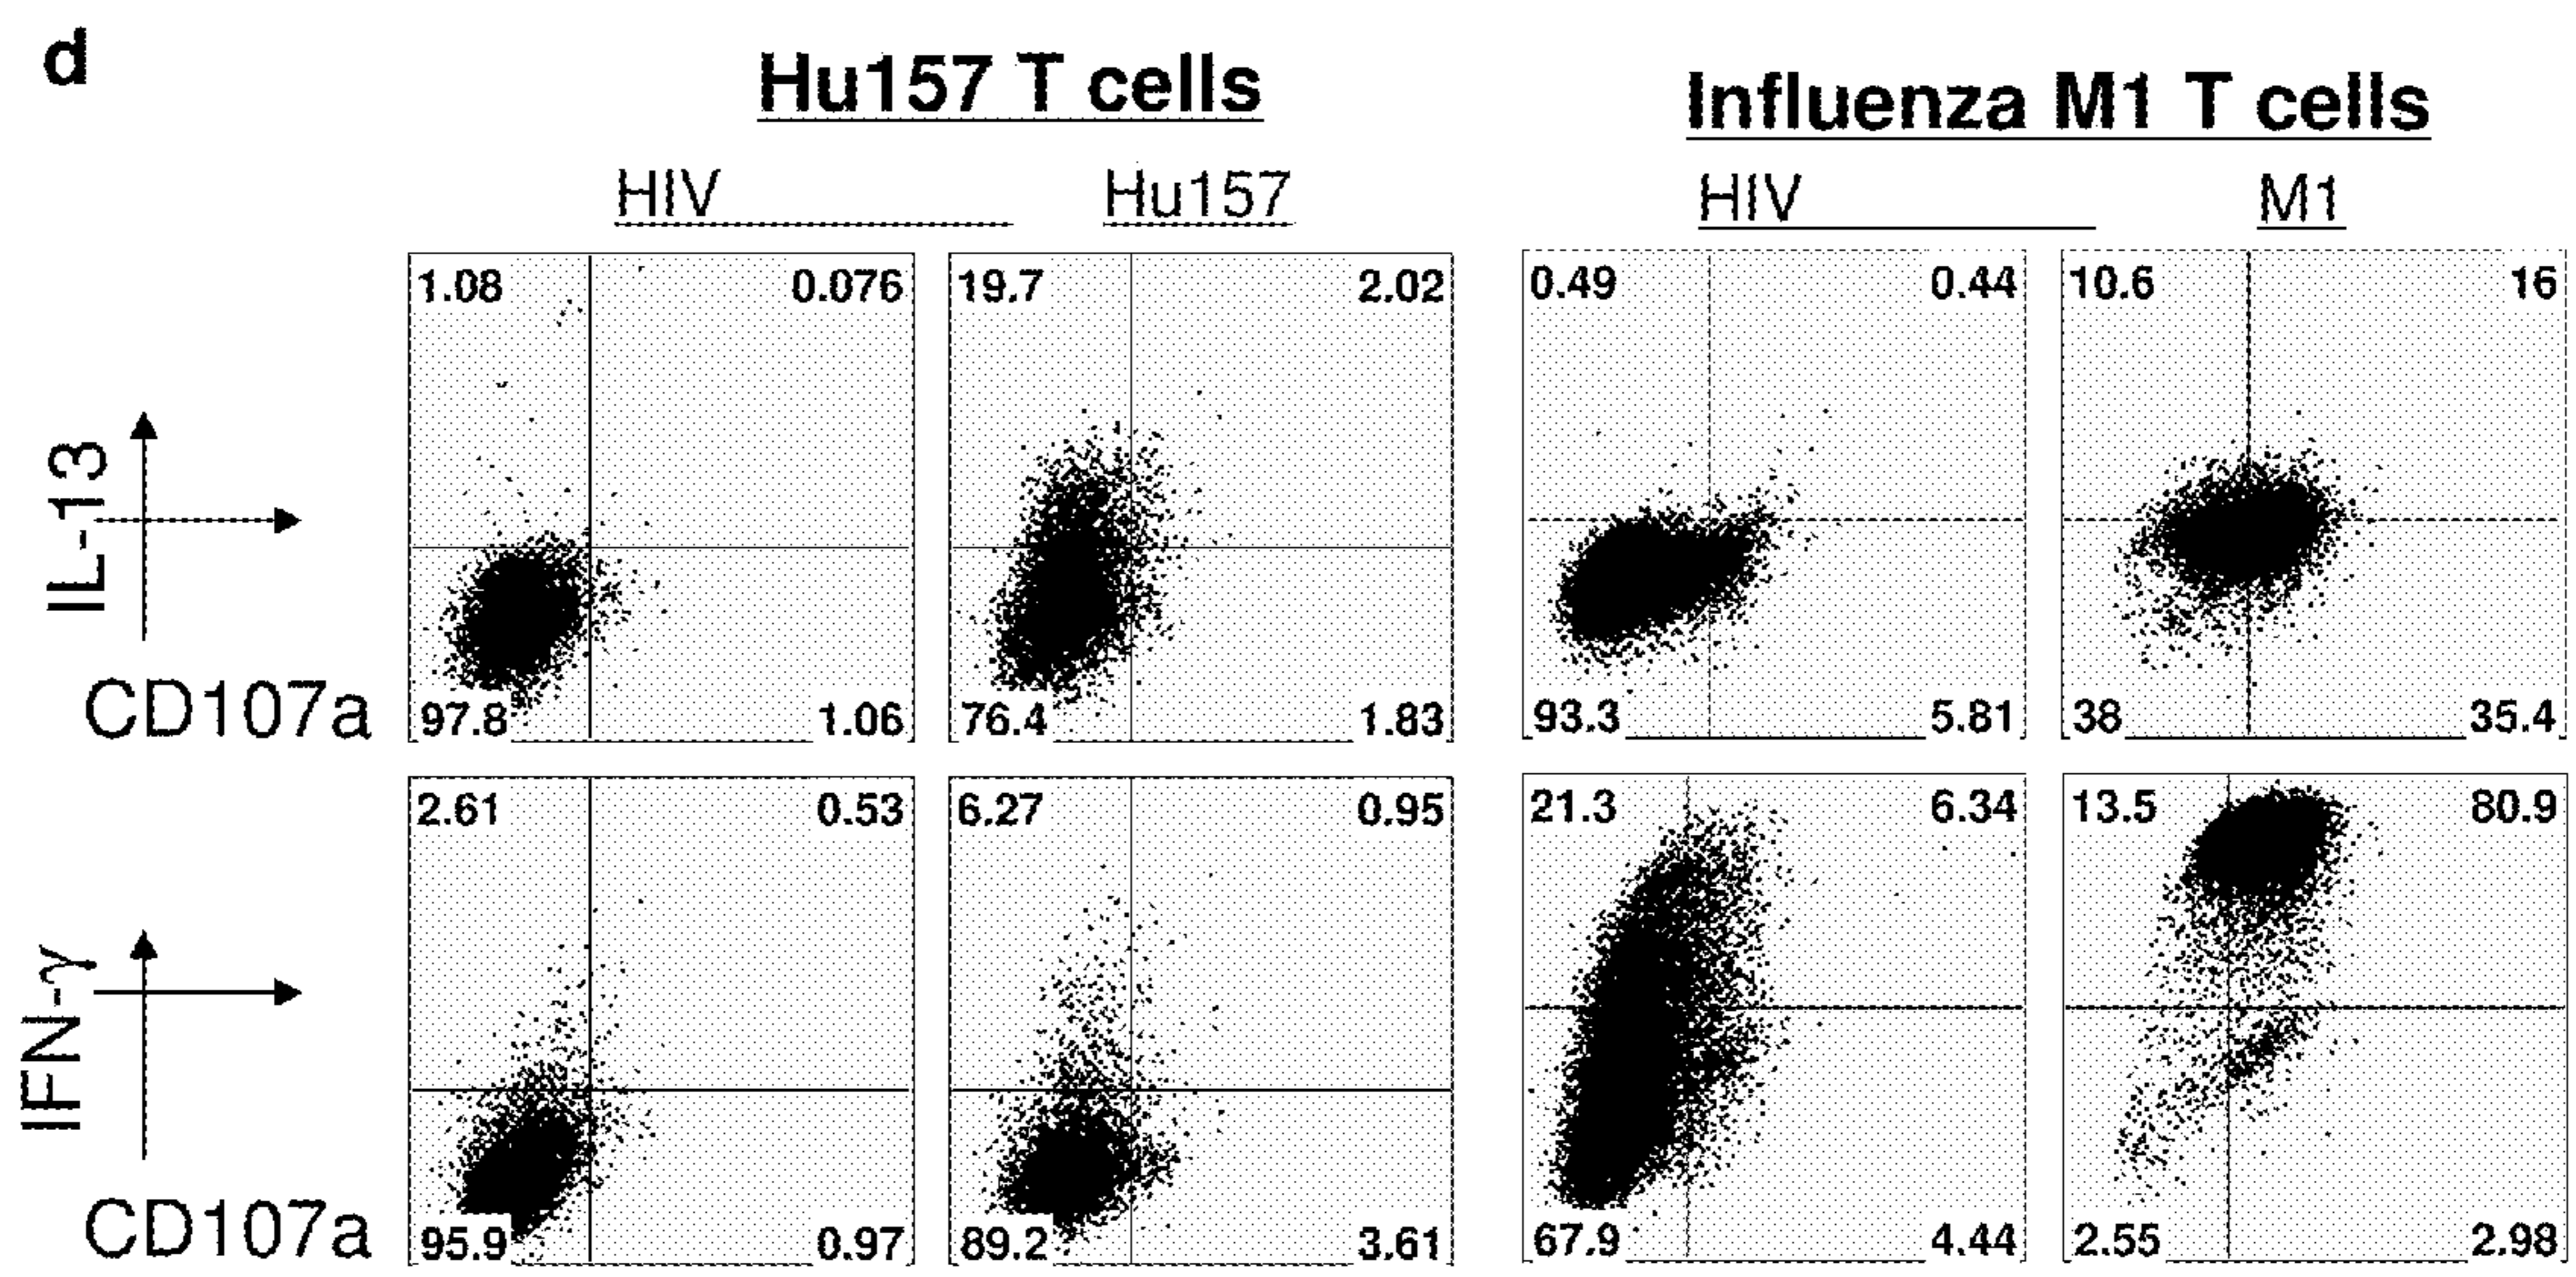 d
Hu157 T cells
Influenza M1 T cells
HIV
Hu157
HIV
M1
IL-13
CD107a
1.08 0.076
97.8 1.06
19.7 2.02
76.4 1.83
0.49 0.44
93.3 5.81
10.6 16
38 35.4
IFN-γ
CD107a
2.61 0.53
95.9 0.97
6.27 0.95
89.2 3.61
21.3 6.34
67.9 4.44
13.5 80.9
2.55 2.98